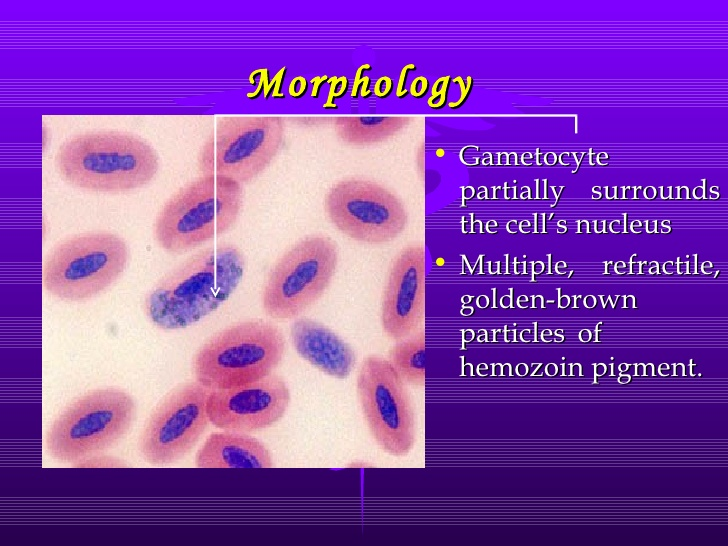 Morphology
• Gametocyte
partially surrounds
the cell’s nucleus
• Multiple, refractile,
golden-brown
particles of
hemozoin pigment.